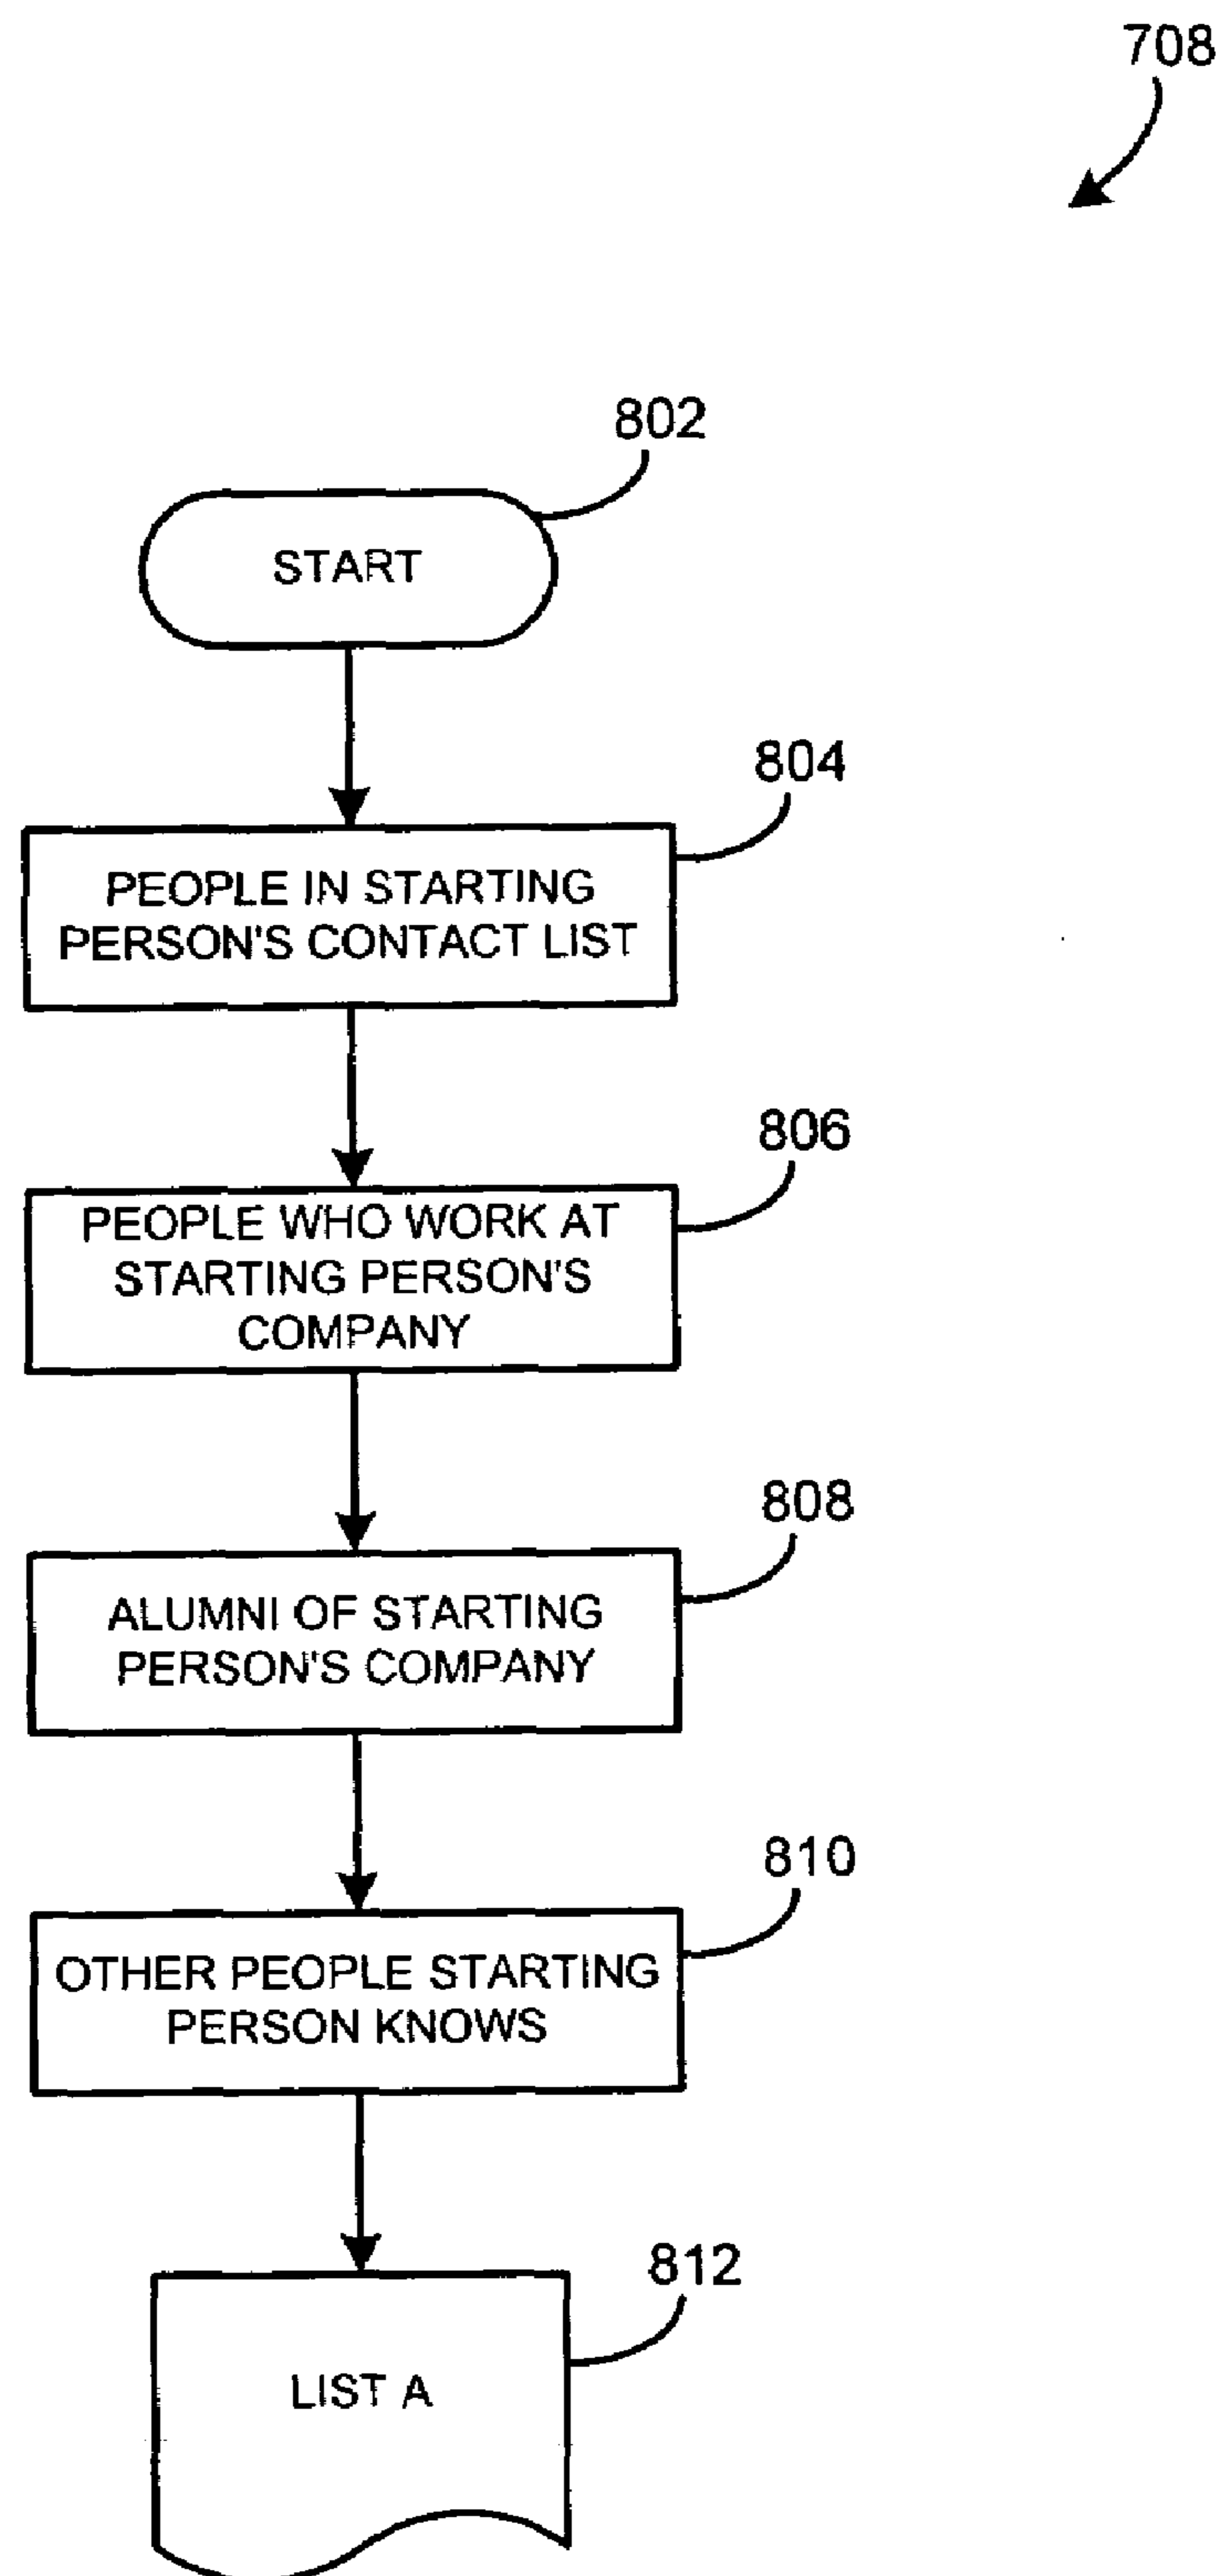 708
802
START
804
PEOPLE IN STARTING
PERSON'S CONTACT LIST
806
PEOPLE WHO WORK AT
STARTING PERSON'S
COMPANY
808
ALUMNI OF STARTING
PERSON'S COMPANY
810
OTHER PEOPLE STARTING
PERSON KNOWS
812
LIST A